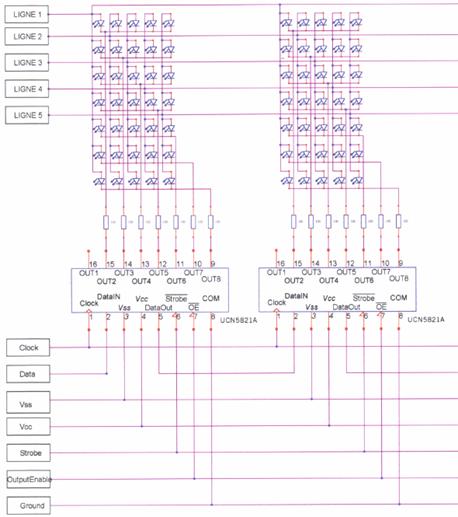 LIGNE 1
LIGNE 2
LIGNE 3
LIGNE 4
LIGNE 5
16 15 14 13 12 11 10 9
OUT1 OUT3 OUT5 OUT7
OUT2 OUT4 OUT6 OUT8
DataIN Vcc Strobe COM
Clock Vss DataOut OE
1 2 3 4 5 6 7 8
UCN5821A
16 15 14 13 12 11 10 9
OUT1 OUT3 OUT5 OUT7
OUT2 OUT4 OUT6 OUT8
DataIN Vcc Strobe COM
Clock Vss DataOut OE
1 2 3 4 5 6 7 8
UCN5821A
Clock
Data
Vss
Vcc
Strobe
OutputEnable
Ground